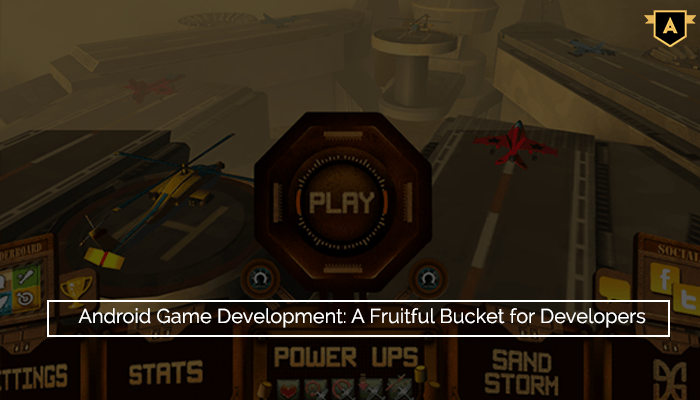 A
PLAY
DERBOARD
SOCIAL
f
t
Android Game Development: A Fruitful Bucket for Developers
POWER UPS
TTINGS
STATS
SAND
STORM